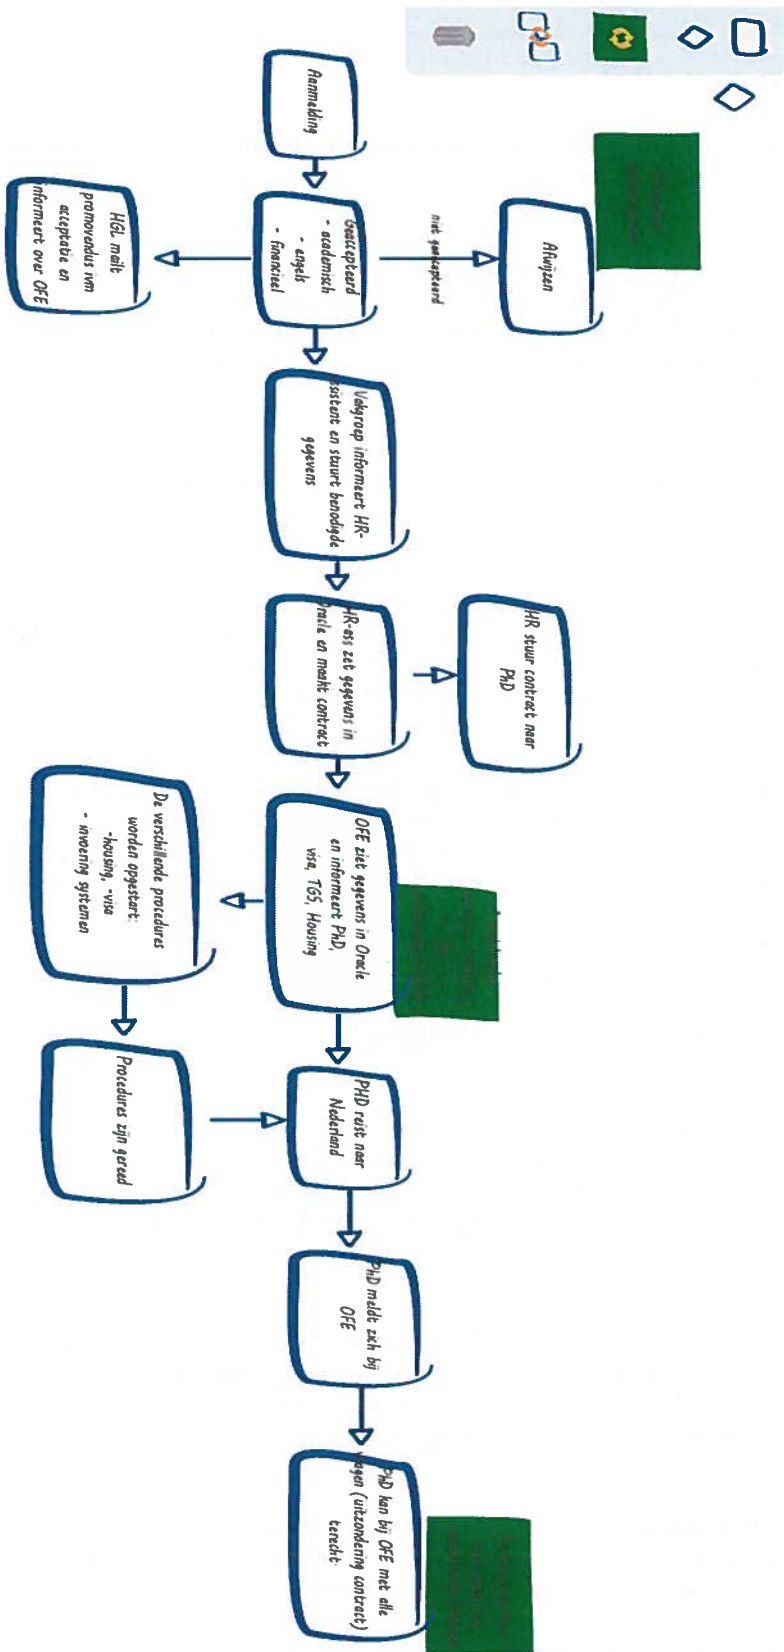 Aanmelding
Afwijzen
niet geaccepteerd
Geaccepteerd
- academisch
- engels
- financieel
HGL mailt
promovendus ivm
acceptatie en
informeert over OFE
Vakgroep informeert HR-
assistent en stuurt benodigde
gegevens
HR stuur contract naar
PhD
HR-ass zet gegevens in
Oracle en maakt contract
OFE ziet gegevens in Oracle
en informeert PhD,
visa, TGS, Housing
De verschillende procedures
worden opgestart:
-housing, -visa
- invoering systemen
Procedures zijn gereed
PHD reist naar
Nederland
PhD meldt zich bij
OFE
PhD kan bij OFE met alle
vragen (uitzondering contract)
terecht.